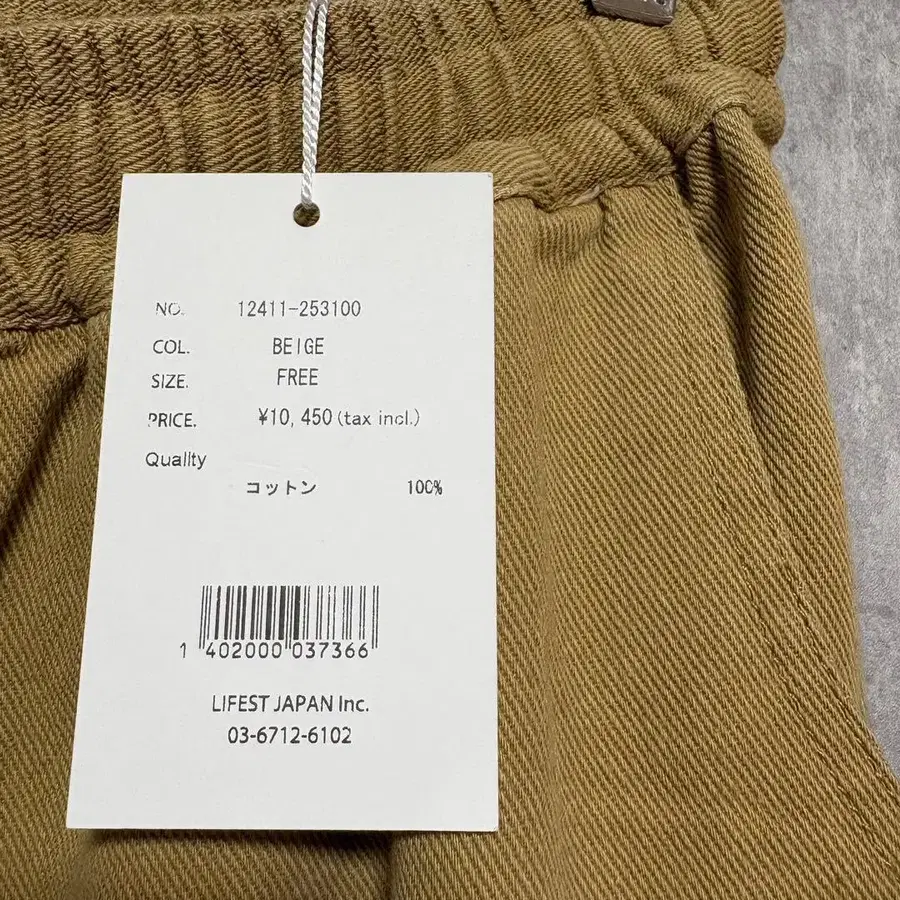 NO. 12411-253100
COL. BEIGE
SIZE. FREE
PRICE. ¥10, 450 (tax incl.)
Quality
コットン 100%
1 402000 037366
LIFEST JAPAN Inc.
03-6712-6102